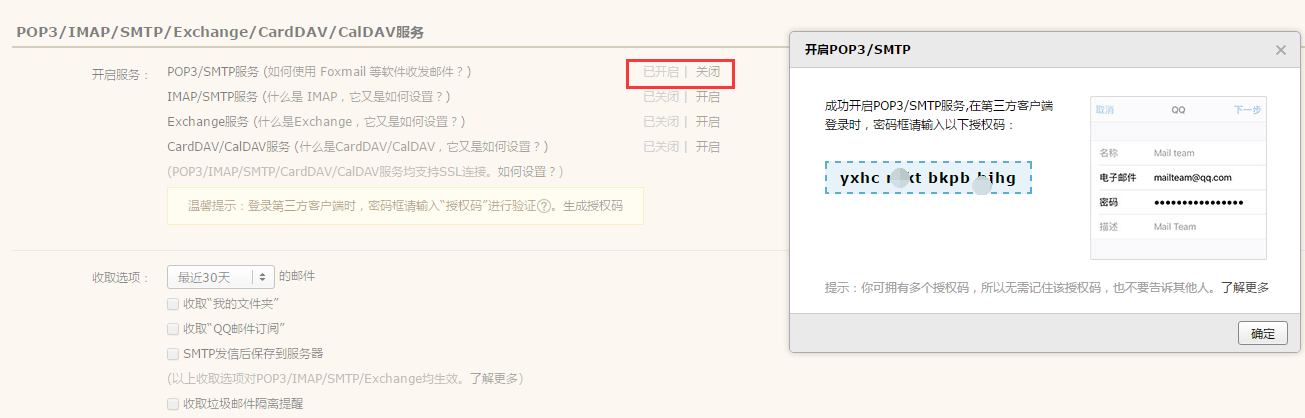 POP3/IMAP/SMTP/Exchange/CardDAV/CalDAV服务
开启服务： POP3/SMTP服务 (如何使用 Foxmail 等软件收发邮件？) 已开启 | 关闭
IMAP/SMTP服务 (什么是 IMAP，它又是如何设置？) 已关闭 | 开启
Exchange服务 (什么是Exchange，它又是如何设置？) 已关闭 | 开启
CardDAV/CalDAV服务 (什么是CardDAV/CalDAV，它又是如何设置？) 已关闭 | 开启
(POP3/IMAP/SMTP/CardDAV/CalDAV服务均支持SSL连接。如何设置？)
温馨提示：登录第三方客户端时，密码框请输入“授权码”进行验证?。生成授权码
收取选项： 最近30天 的邮件
收取“我的文件夹”
收取“QQ邮件订阅”
SMTP发信后保存到服务器
(以上收取选项对POP3/IMAP/SMTP/Exchange均生效。了解更多)
收取垃圾邮件隔离提醒
开启POP3/SMTP ×
成功开启POP3/SMTP服务,在第三方客户端
登录时，密码框请输入以下授权码：
yxhc bkpb
取消 QQ 下一步
名称 Mail team
电子邮件 mailteam@qq.com
密码 ••••••••••••••••
描述 Mail Team
提示：你可拥有多个授权码，所以无需记住该授权码，也不要告诉其他人。了解更多
确定